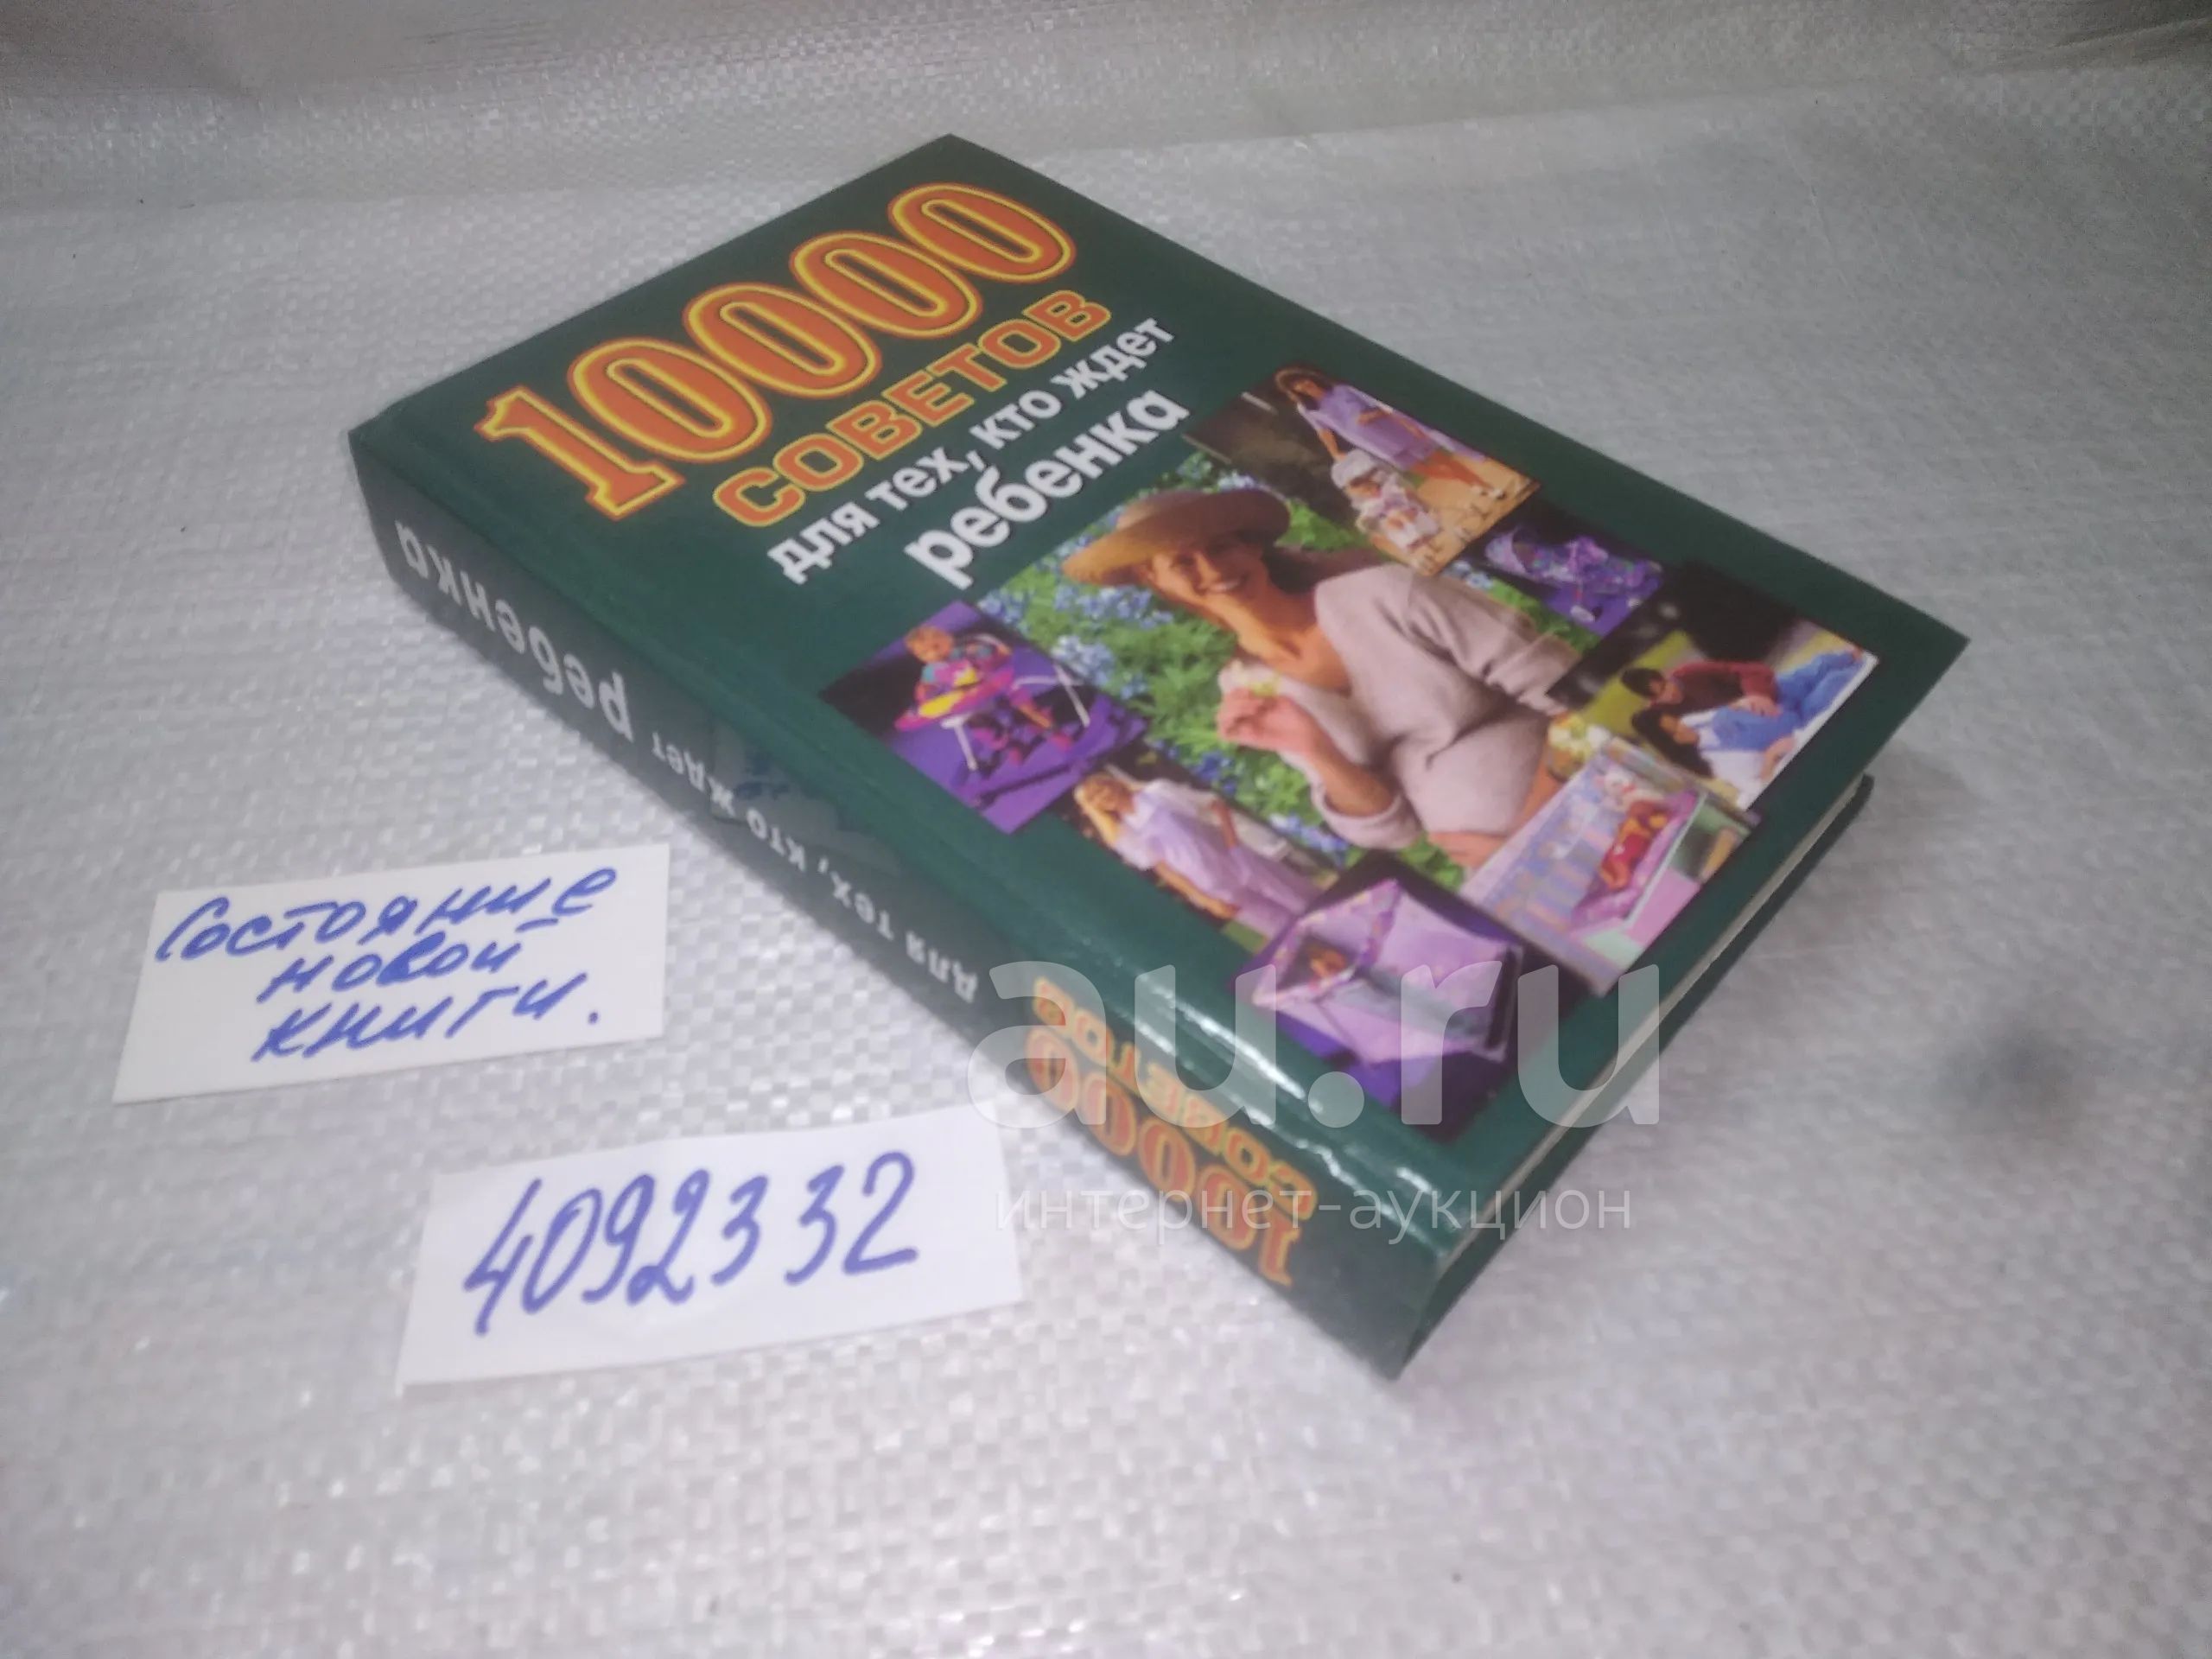 10000
СОВЕТОВ
для тех, кто ждет
ребенка
10000
СОВЕТОВ
для тех, кто ждет
ребенка
Состояние
новой
книги.
4092332
au.ru
интернет-аукцион